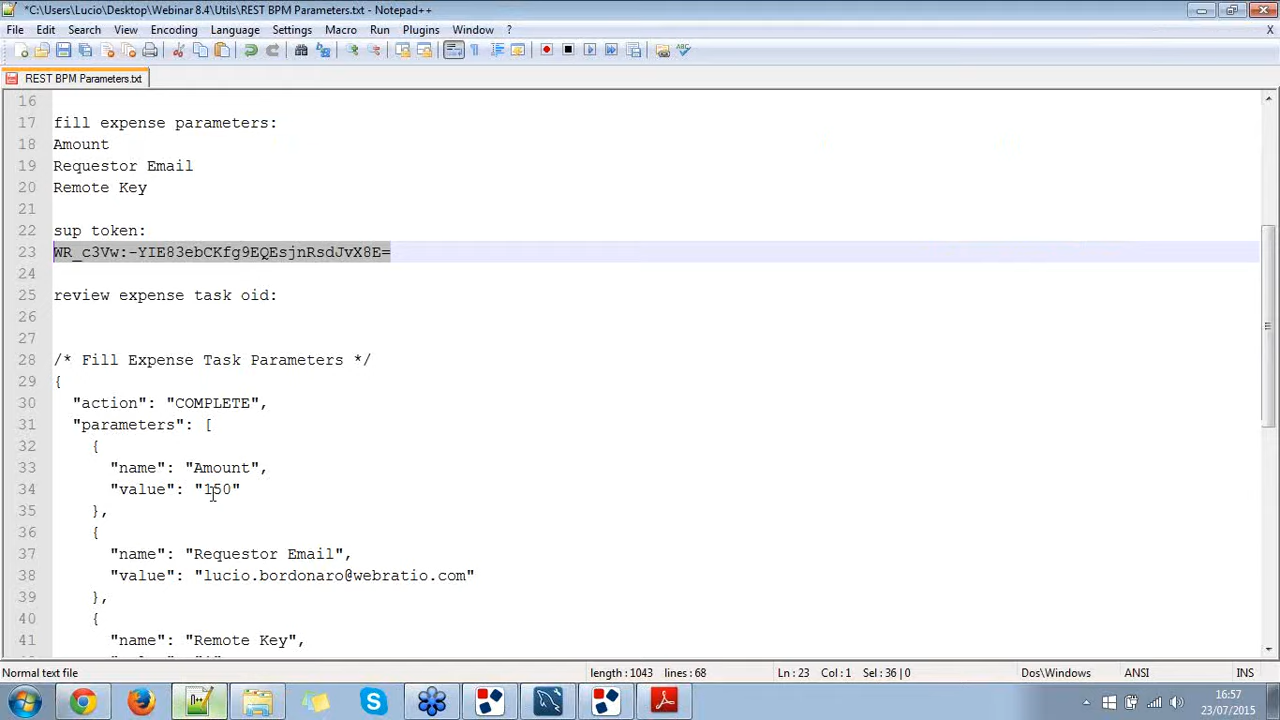 *C:\Users\Lucio\Desktop\Webinar 8.4\Utils\REST BPM Parameters.txt - Notepad++
File Edit Search View Encoding Language Settings Macro Run Plugins Window ? X
REST BPM Parameters.txt
16
17 fill expense parameters:
18 Amount
19 Requestor Email
20 Remote Key
21
22 sup token:
23 WR_c3Vw:-YIE83ebCKfg9EQEsjnRsdJvX8E=
24
25 review expense task oid:
26
27
28 /* Fill Expense Task Parameters */
29 {
30 "action": "COMPLETE",
31 "parameters": [
32 {
33 "name": "Amount",
34 "value": "150"
35 },
36 {
37 "name": "Requestor Email",
38 "value": "lucio.bordonaro@webratio.com"
39 },
40 {
41 "name": "Remote Key",
Normal text file length : 1043 lines : 68 Ln : 23 Col : 1 Sel : 36 | 0 Dos\Windows ANSI INS
16:57
23/07/2015